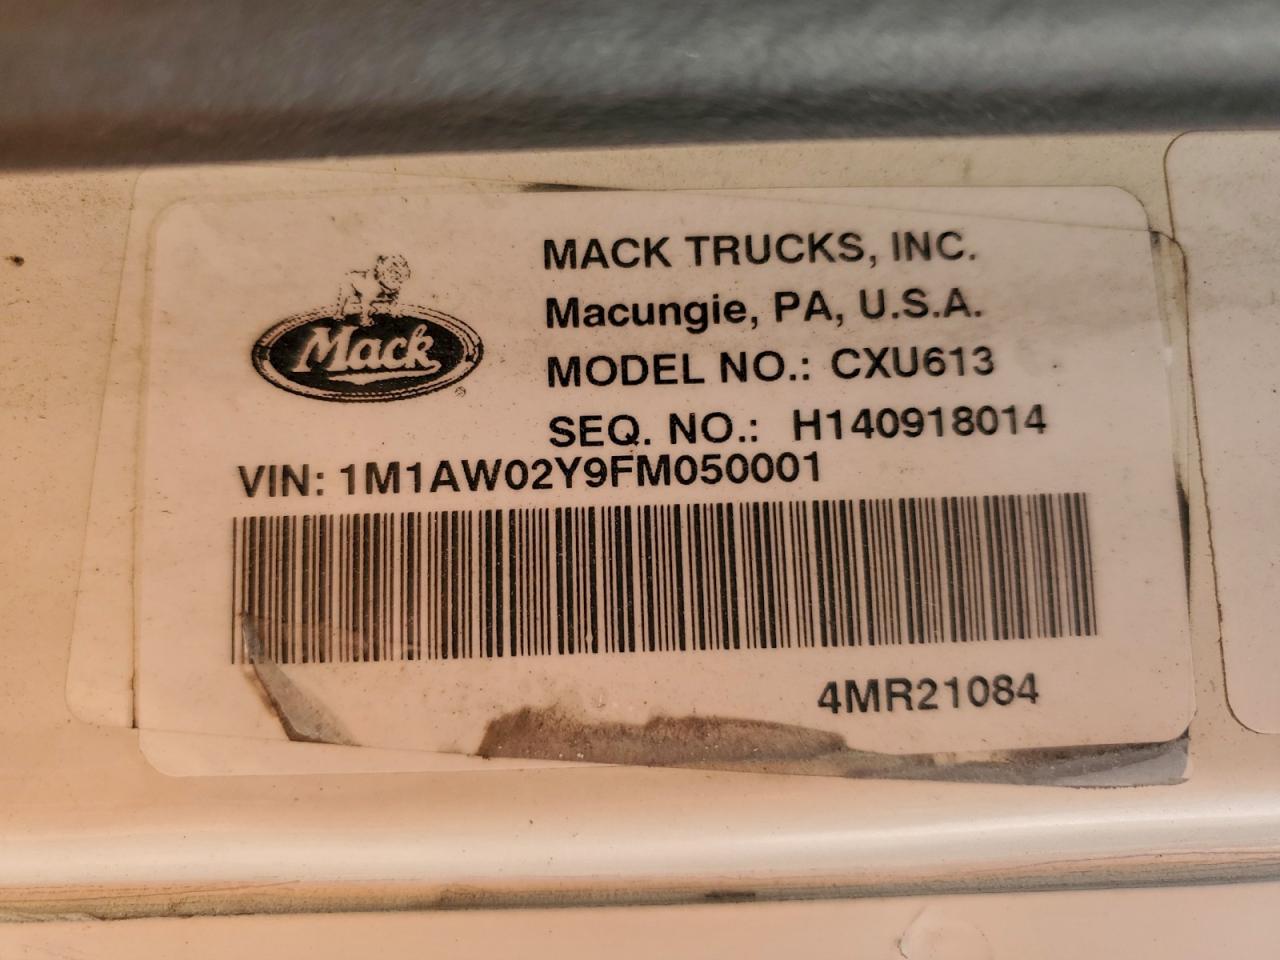 Mack
MACK TRUCKS, INC.
Macungie, PA, U.S.A.
MODEL NO.: CXU613
SEQ. NO.: H140918014
VIN: 1M1AW02Y9FM050001
4MR21084